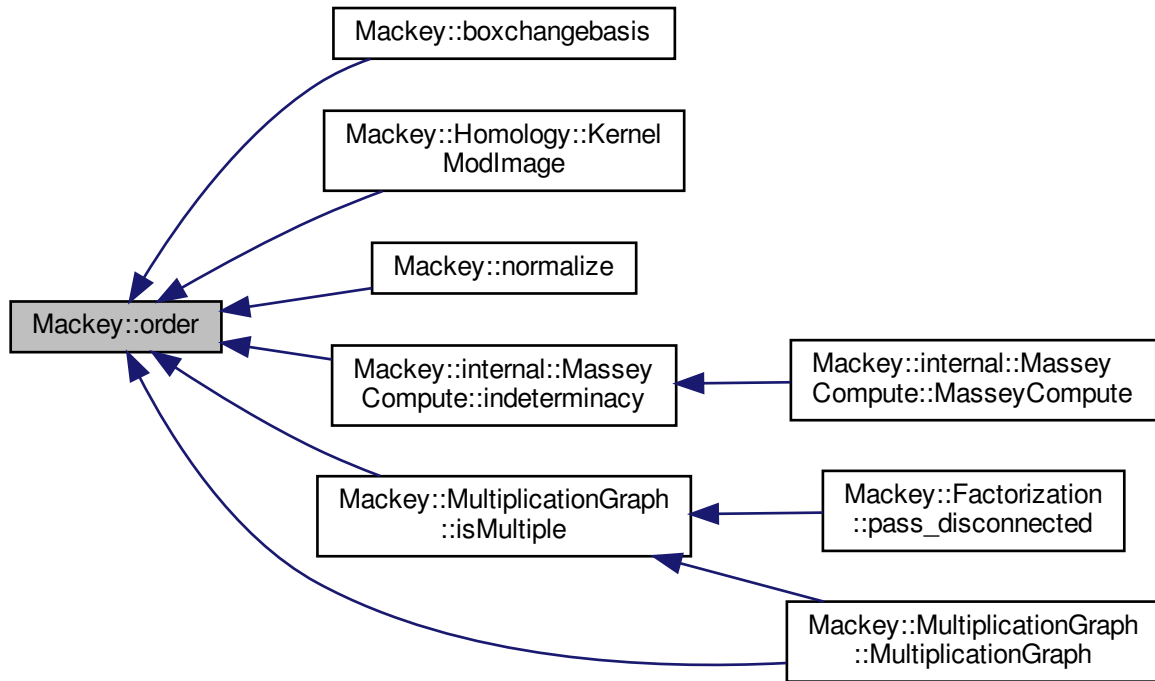 Mackey::boxchangebasis
Mackey::Homology::Kernel
ModImage
Mackey::normalize
Mackey::order
Mackey::internal::Massey
Compute::indeterminacy
Mackey::internal::Massey
Compute::MasseyCompute
Mackey::MultiplicationGraph
::isMultiple
Mackey::Factorization
::pass_disconnected
Mackey::MultiplicationGraph
::MultiplicationGraph